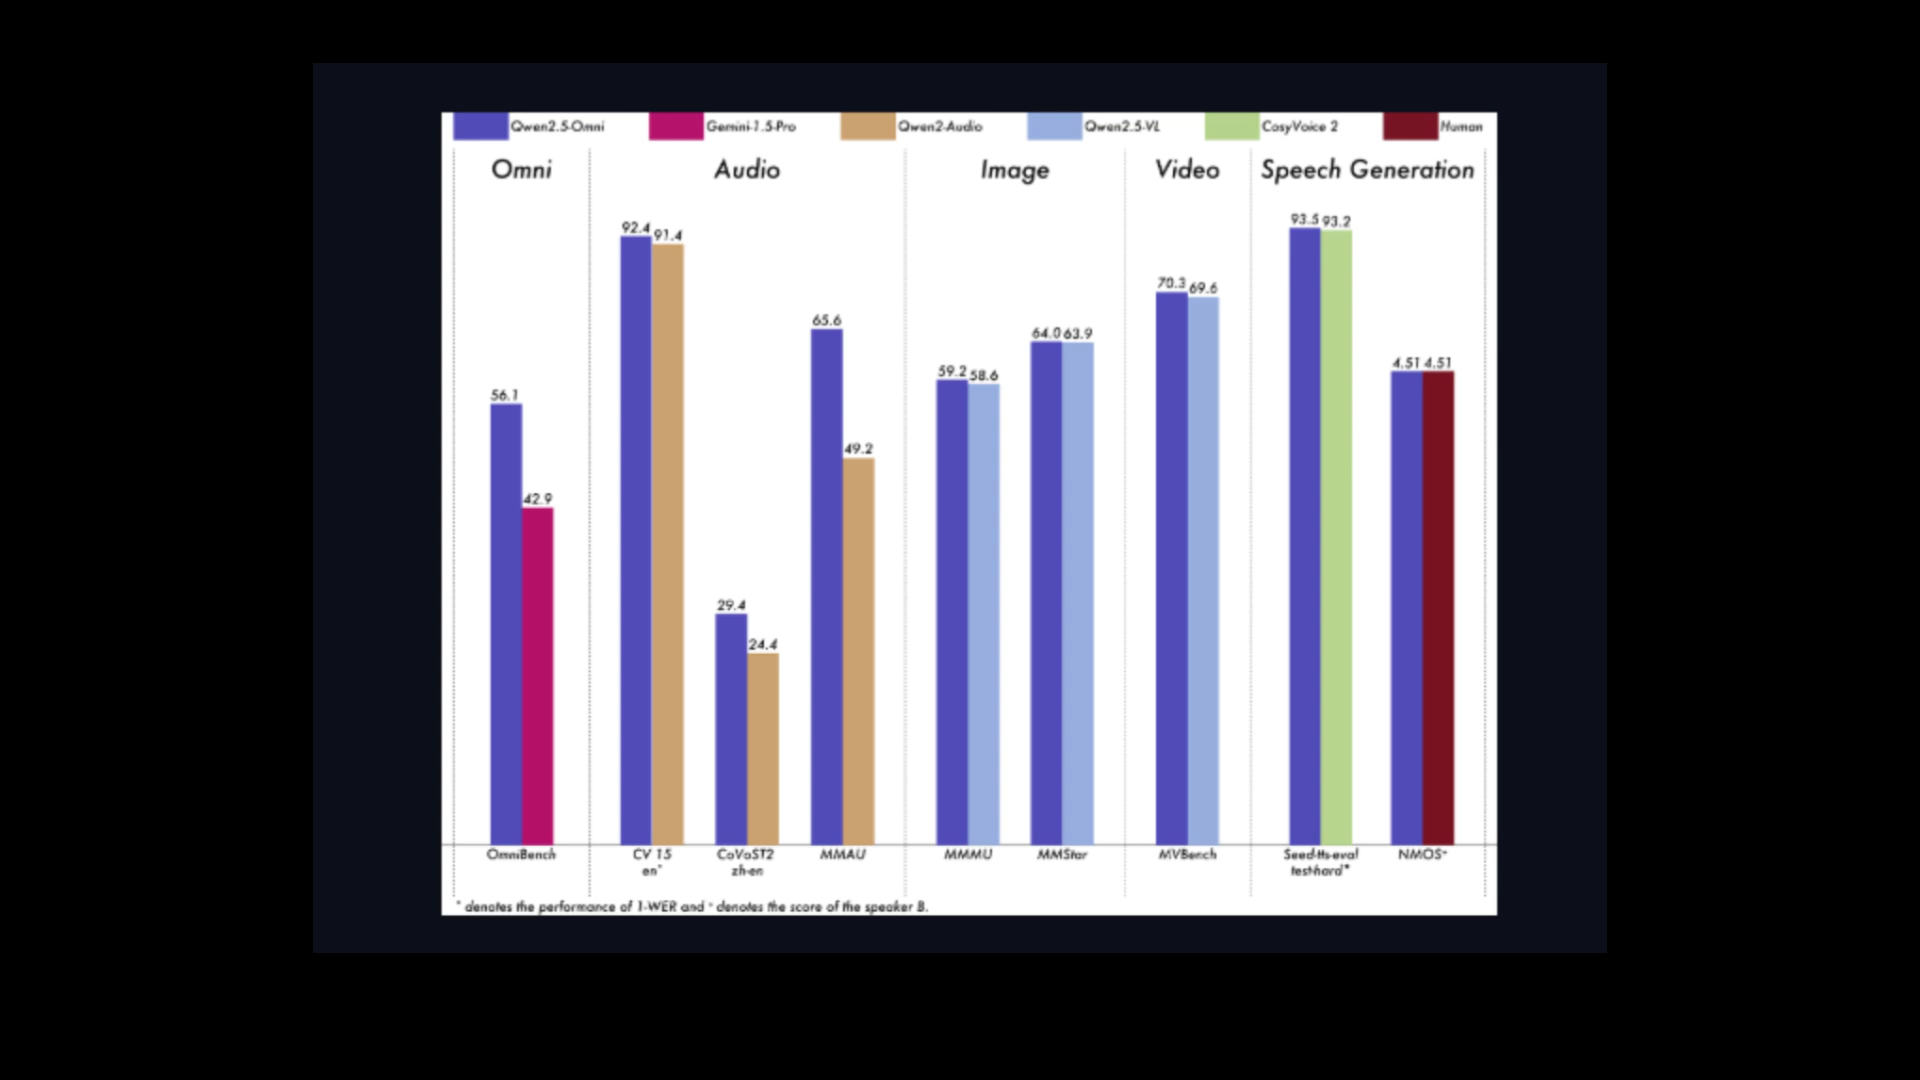 Qwen2.5-Omni Gemini-1.5-Pro Qwen2-Audio Qwen2.5-VL CosyVoice 2 Human
Omni Audio Image Video Speech Generation
92.4 91.4 93.5 93.2
70.3 69.6
65.6 64.0 63.9
59.2 58.6 4.51 4.51
56.1
49.2
42.9
29.4
24.4
OmniBench CV 15 CoVoST2 MMAU MMMU MMStar MVBench Seed-tts-eval NMOS+
en* zh-en test-hard*
* denotes the performance of 1-WER and + denotes the score of the speaker B.